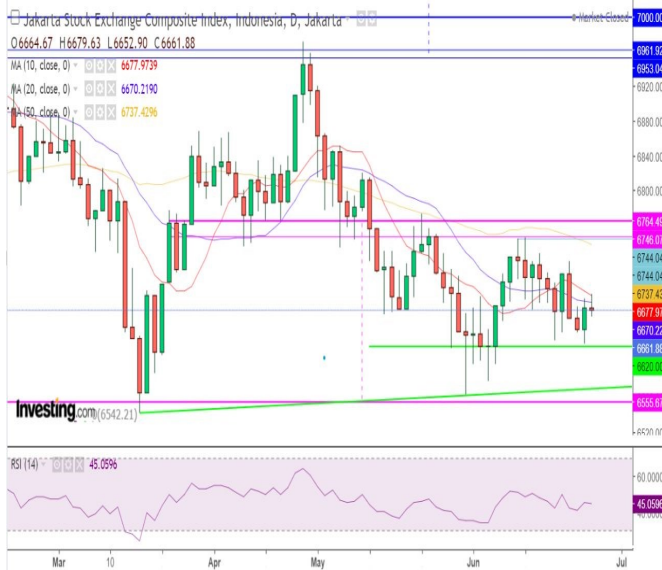 Jakarta Stock Exchange Composite Index, Indonesia, D, Jakarta
Market Closed
O6664.67 H6679.63 L6652.90 C6661.88
MA (10, close, 0) 6677.9739
MA (20, close, 0) 6670.2190
MA (50, close, 0) 6737.4296
7000.00
6961.92
6953.04
6920.00
6880.00
6840.00
6800.00
6764.49
6746.07
6744.04
6744.04
6737.43
6677.97
6670.22
6661.88
6620.00
6555.67
6520.00
Investing.com
(6542.21)
RSI (14) 45.0596
60.0000
45.0596
Mar 10 Apr May Jun Jul